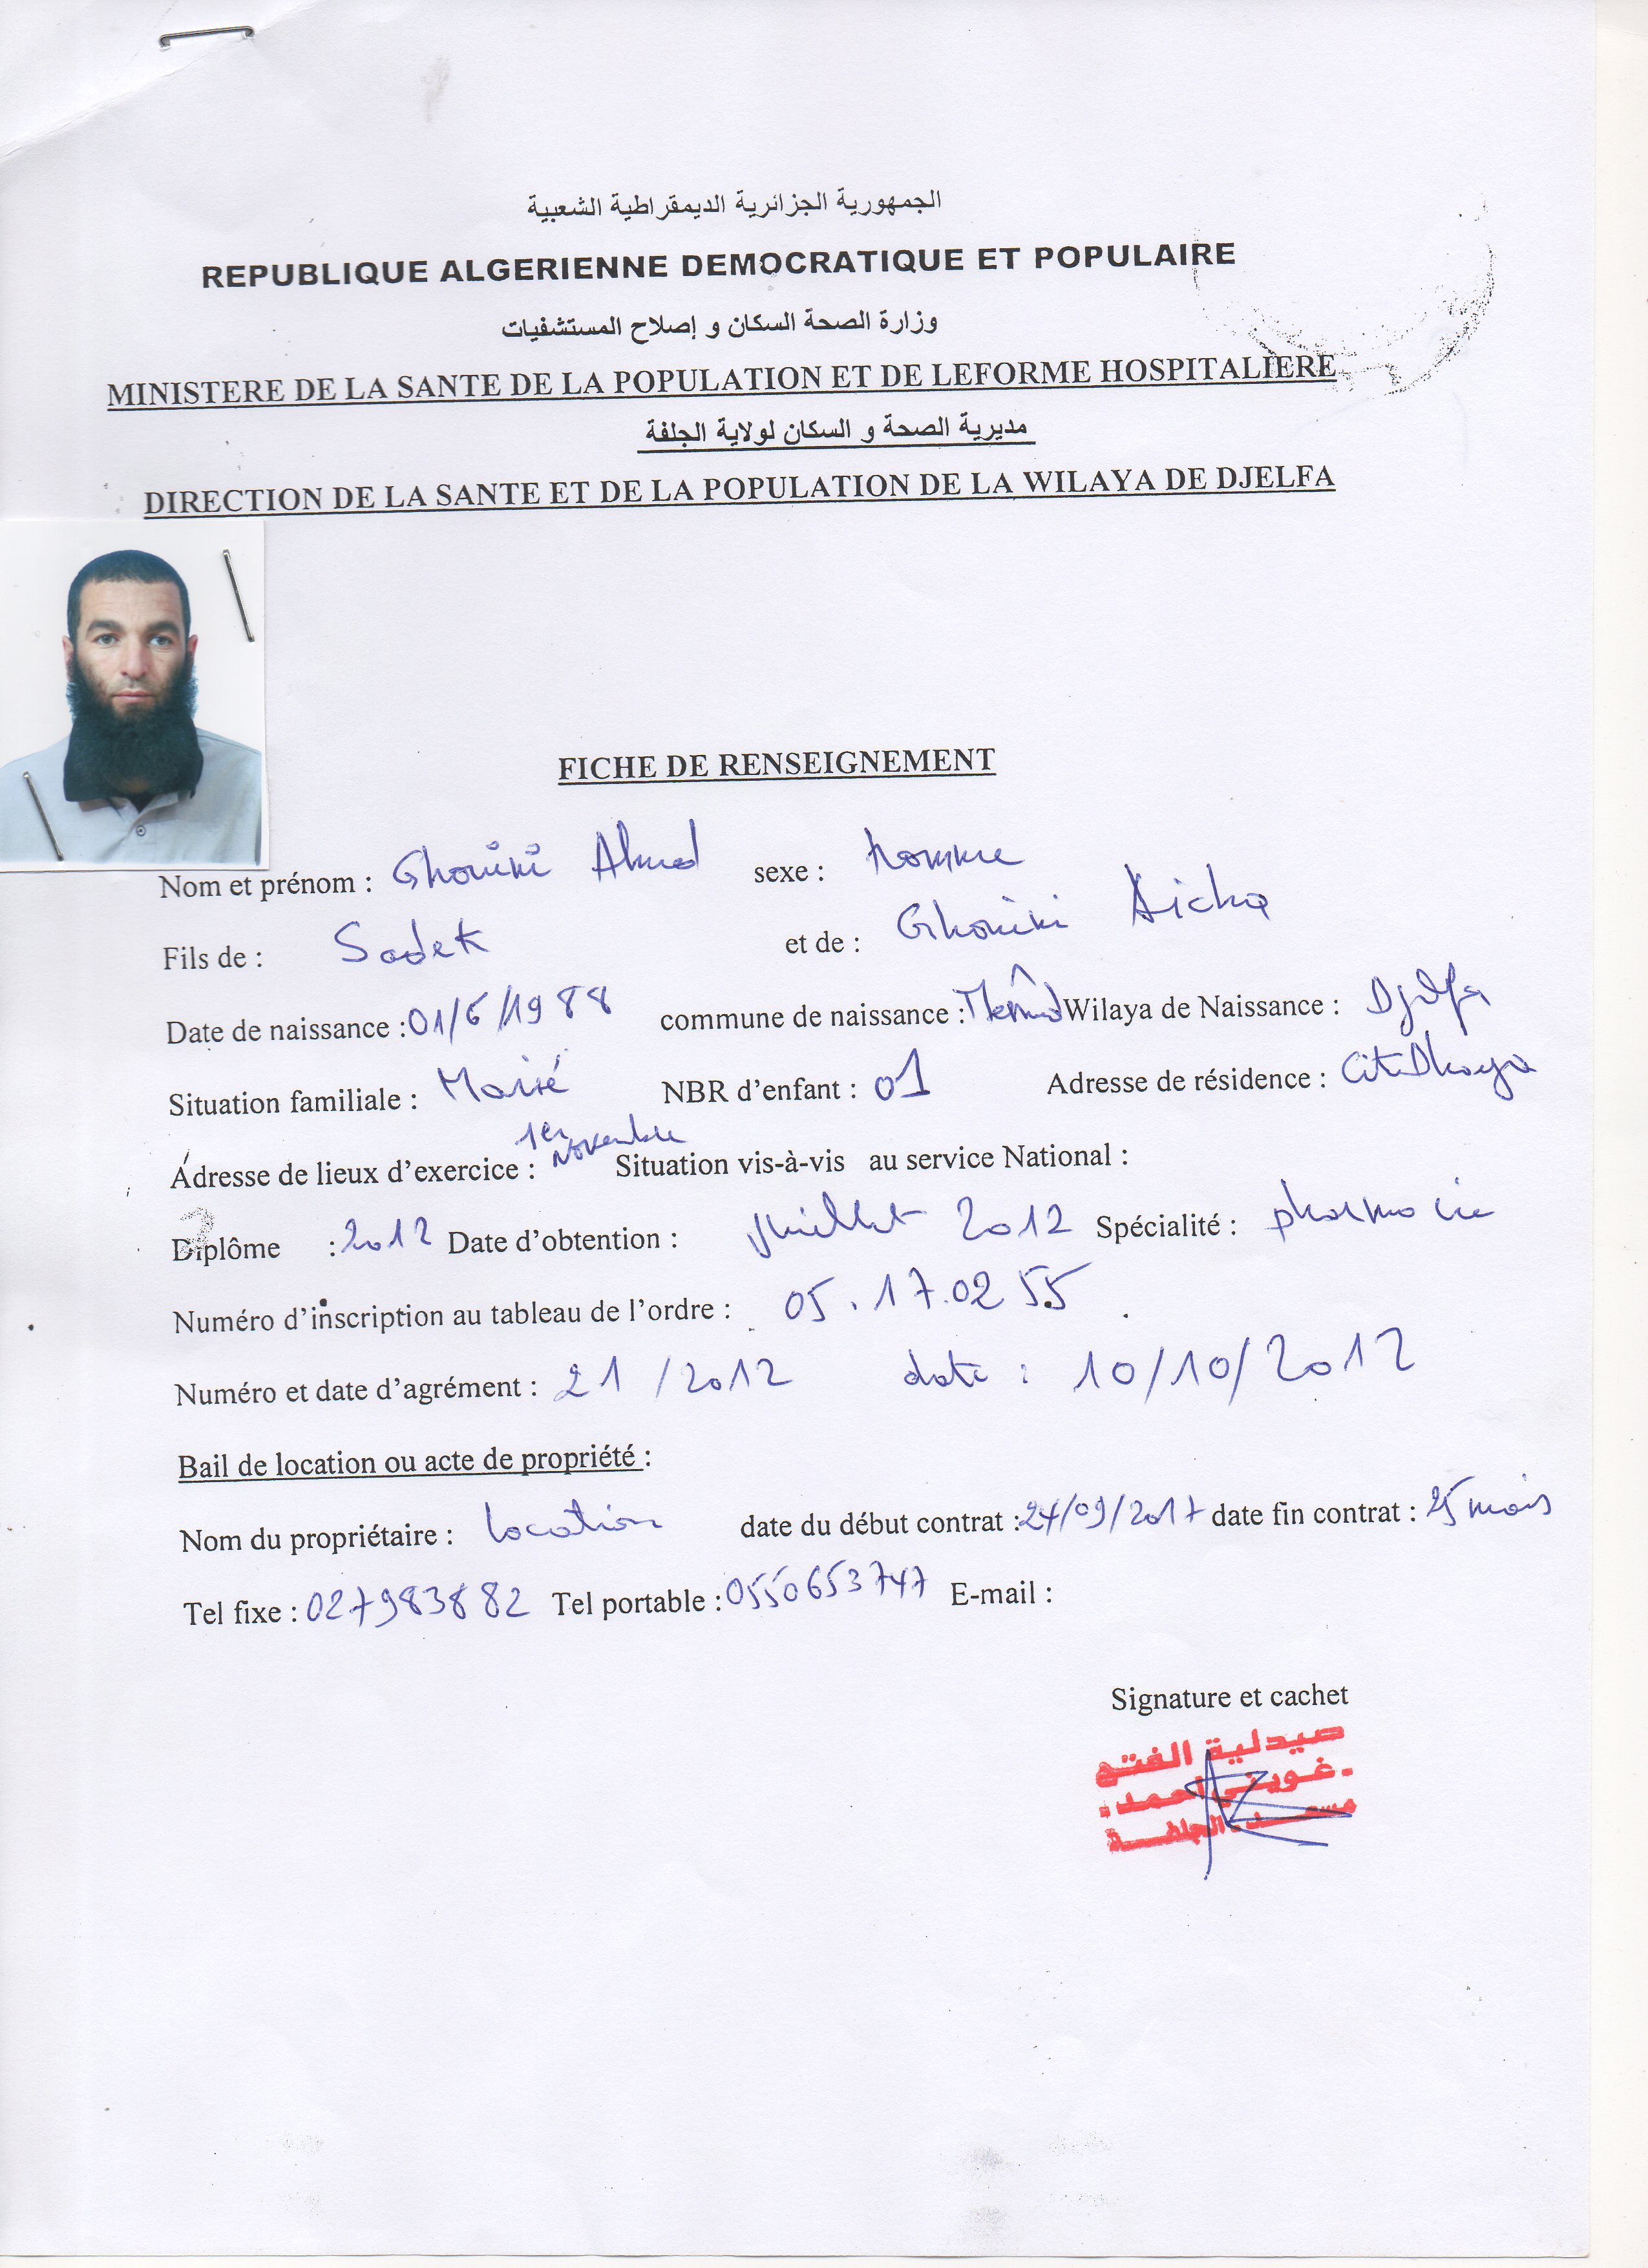 الجمهورية الجزائرية الديمقراطية الشعبية
REPUBLIQUE ALGERIENNE DEMOCRATIQUE ET POPULAIRE
وزارة الصحة السكان و إصلاح المستشفيات
MINISTERE DE LA SANTE DE LA POPULATION ET DE LEFORME HOSPITALIERE
مديرية الصحة و السكان لولاية الجلفة
DIRECTION DE LA SANTE ET DE LA POPULATION DE LA WILAYA DE DJELFA
FICHE DE RENSEIGNEMENT
Nom et prénom : Ghouini Ahmed sexe : homme
Fils de : Sadek et de : Ghouini Aicha
Date de naissance : 01/6/1988 commune de naissance : Wilaya de Naissance : Djelfa
Situation familiale : Marié NBR d'enfant : 01 Adresse de résidence : Cite Dhaya
Adresse de lieux d'exercice : 1er Novembre Situation vis-à-vis au service National :
Diplôme : 2012 Date d'obtention : juillet 2012 Spécialité : pharmacie
Numéro d'inscription au tableau de l'ordre : 05.17.0255
Numéro et date d'agrément : 21 /2012 date : 10/10/2012
Bail de location ou acte de propriété :
Nom du propriétaire : location date du début contrat : 24/09/2017 date fin contrat : 25 mois
Tel fixe : 027983882 Tel portable : 0550653747 E-mail :
Signature et cachet
صيدلية الفتح
- غويني احمد -
مسعد - الجلفة